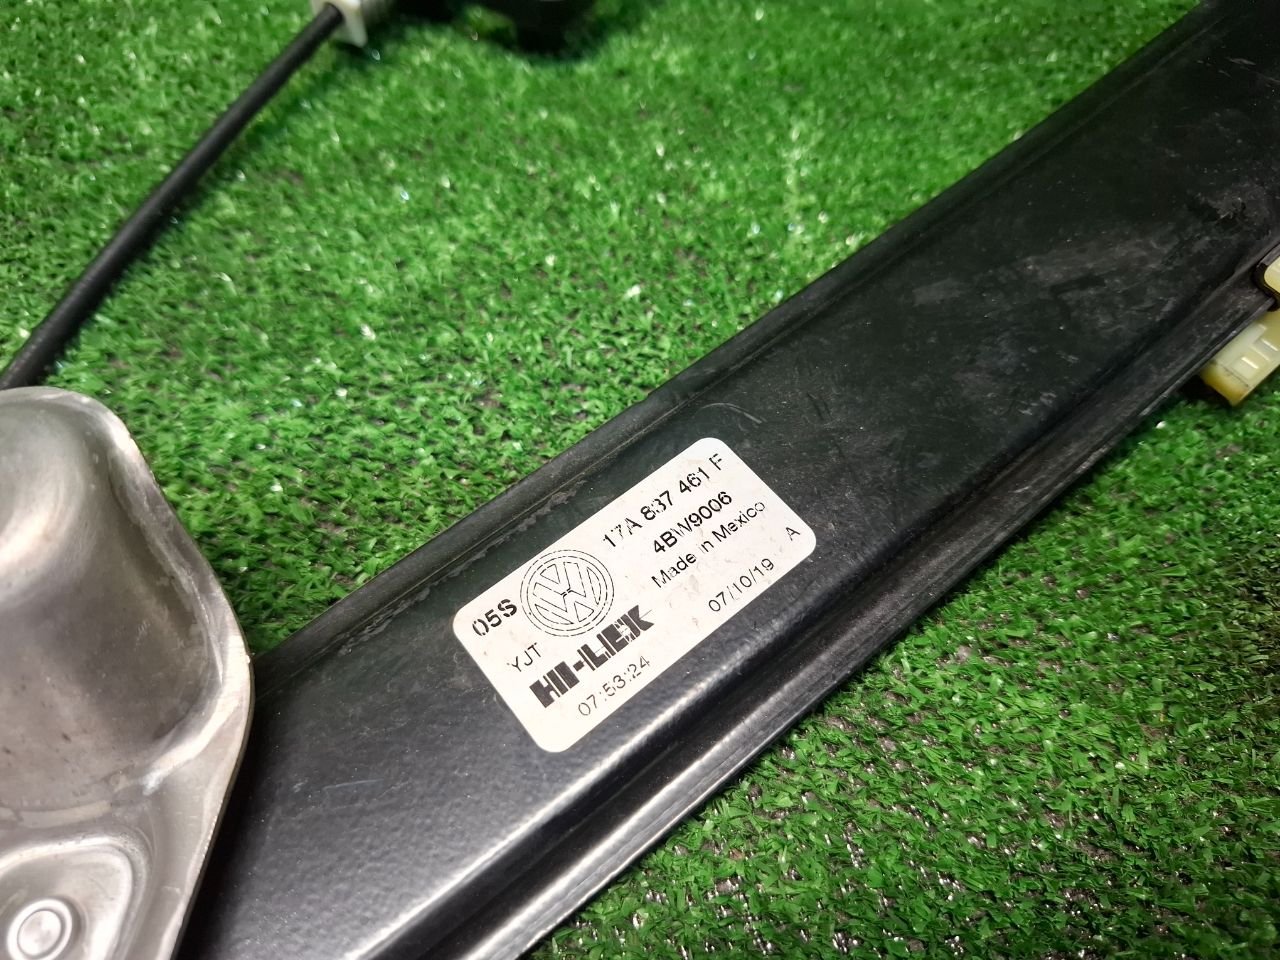 05S
17A 837 461 F
4BW9006
Made in Mexico
YJT
HI-LEX
07:53:24
07/10/19
A